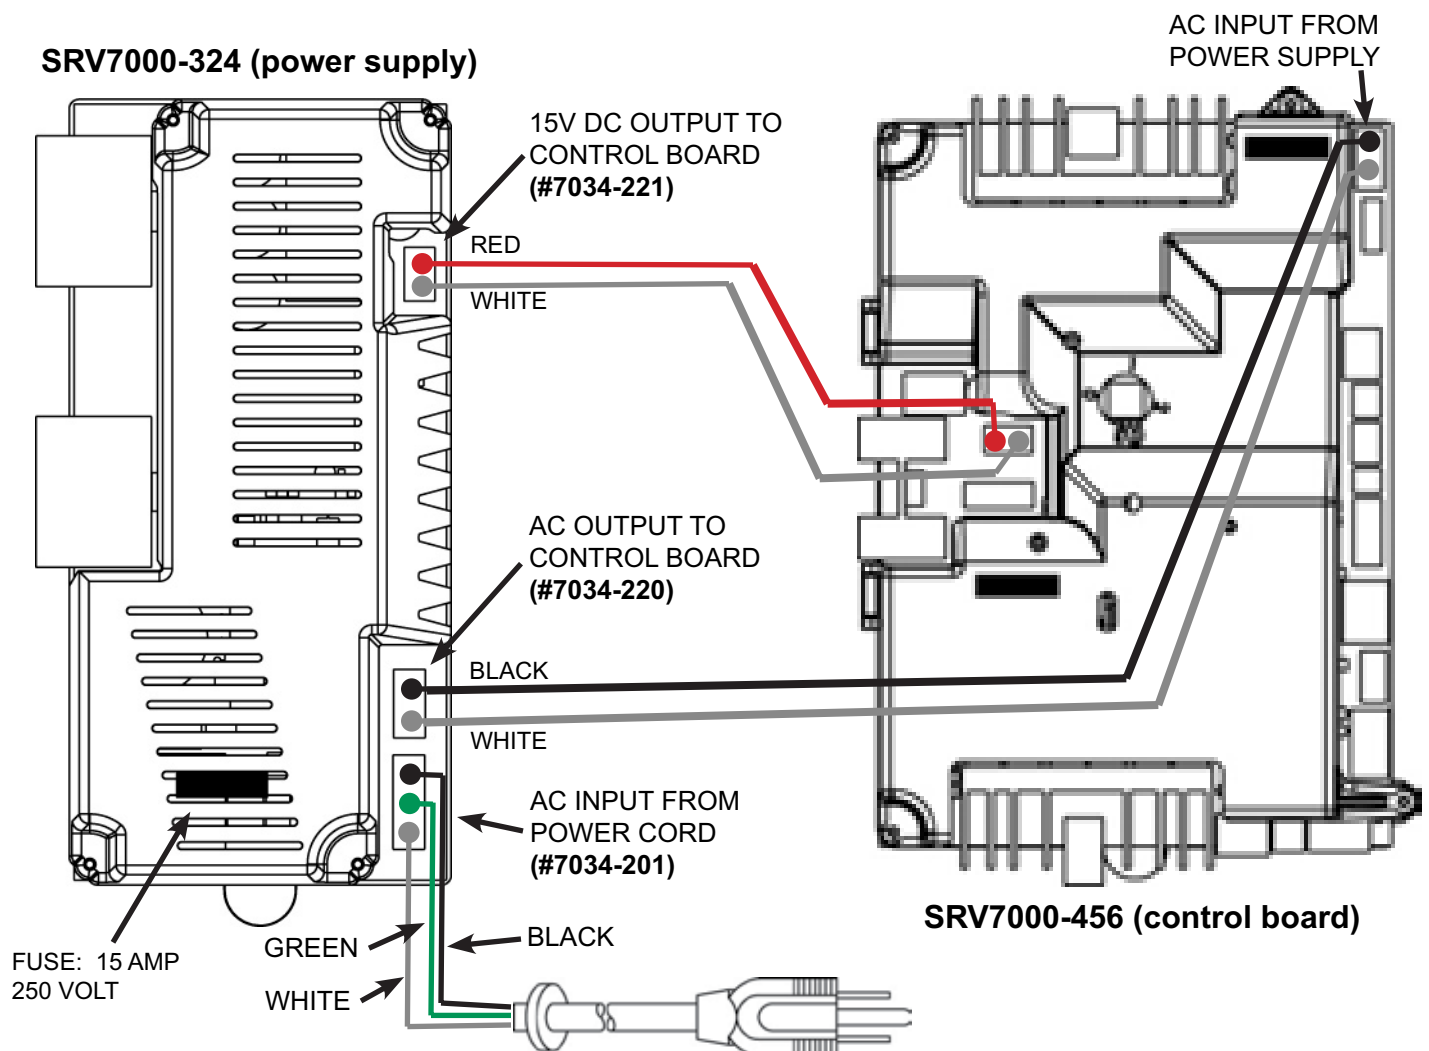 SRV7000-324 (power supply)
AC INPUT FROM
POWER SUPPLY
15V DC OUTPUT TO
CONTROL BOARD
(#7034-221)
RED
WHITE
AC OUTPUT TO
CONTROL BOARD
(#7034-220)
BLACK
WHITE
AC INPUT FROM
POWER CORD
(#7034-201)
SRV7000-456 (control board)
GREEN
BLACK
FUSE:  15 AMP
250 VOLT
WHITE